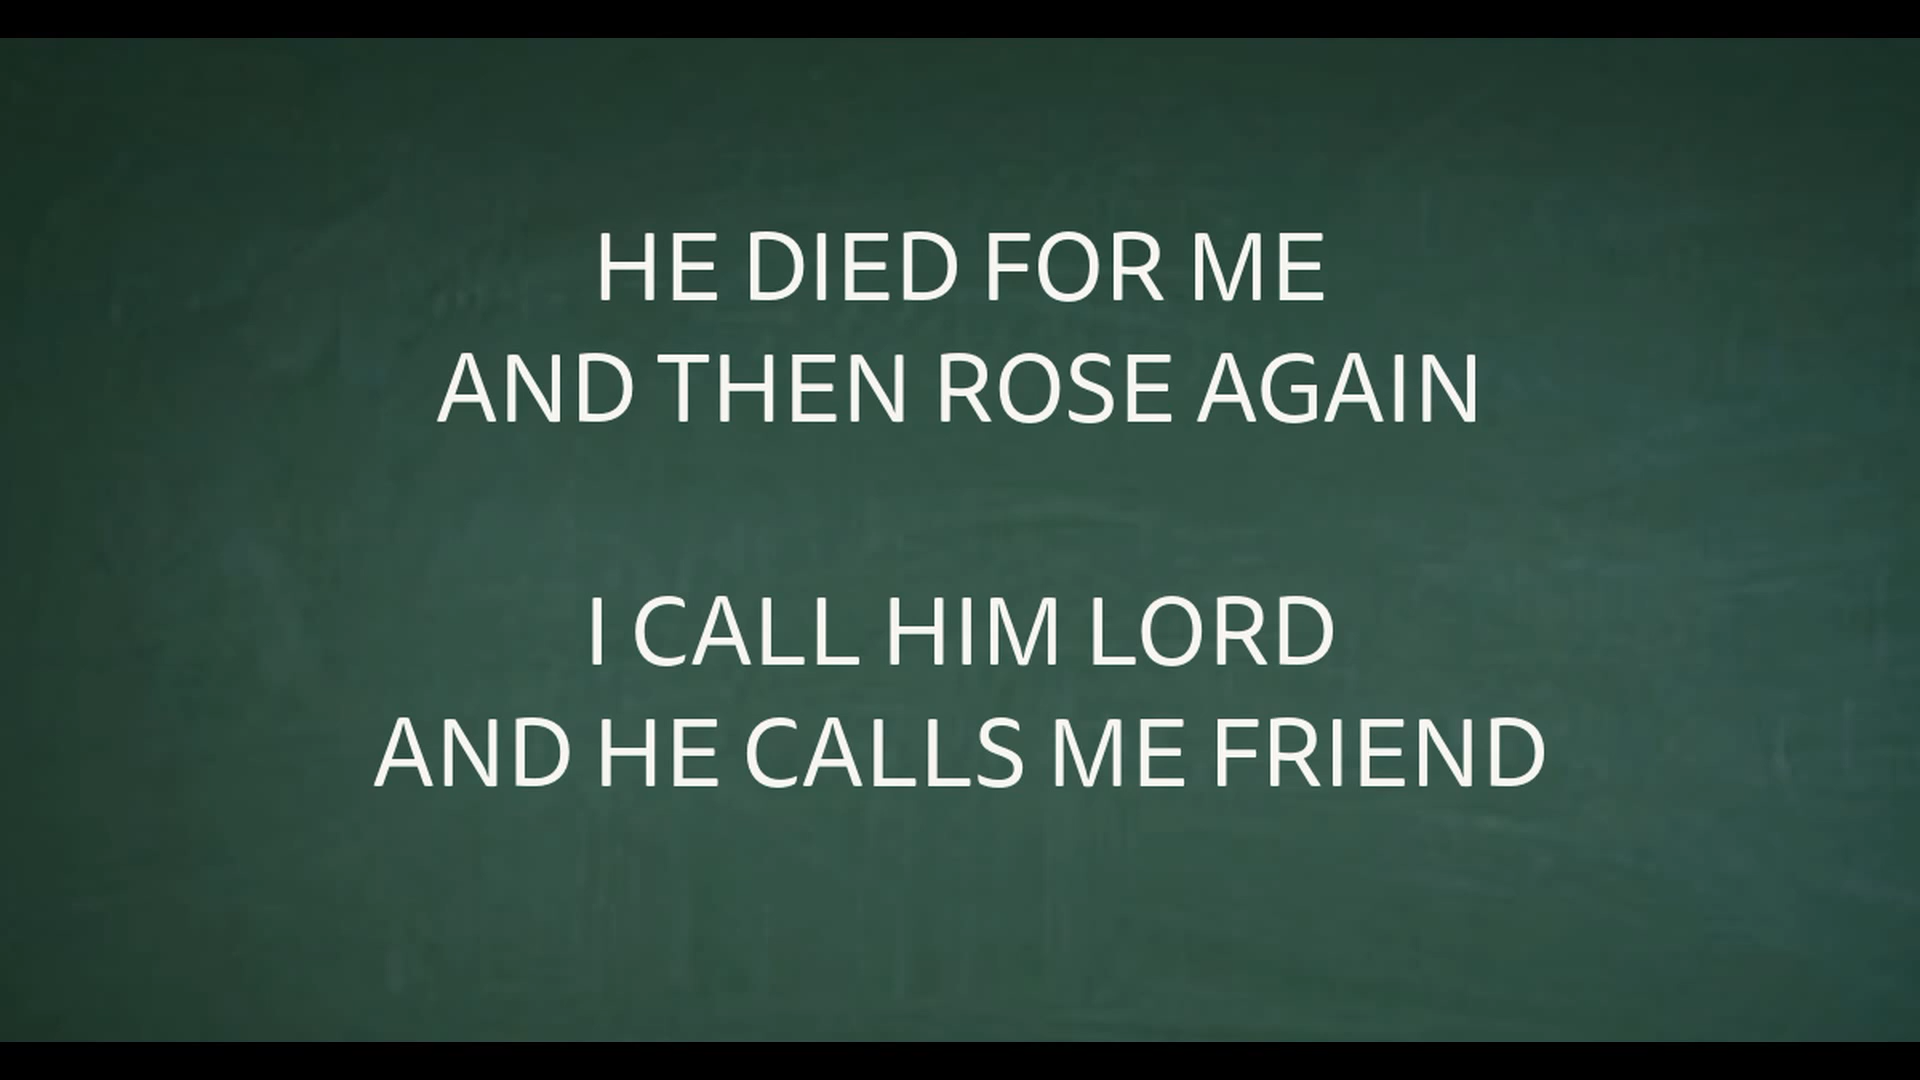 HE DIED FOR ME
AND THEN ROSE AGAIN
I CALL HIM LORD
AND HE CALLS ME FRIEND